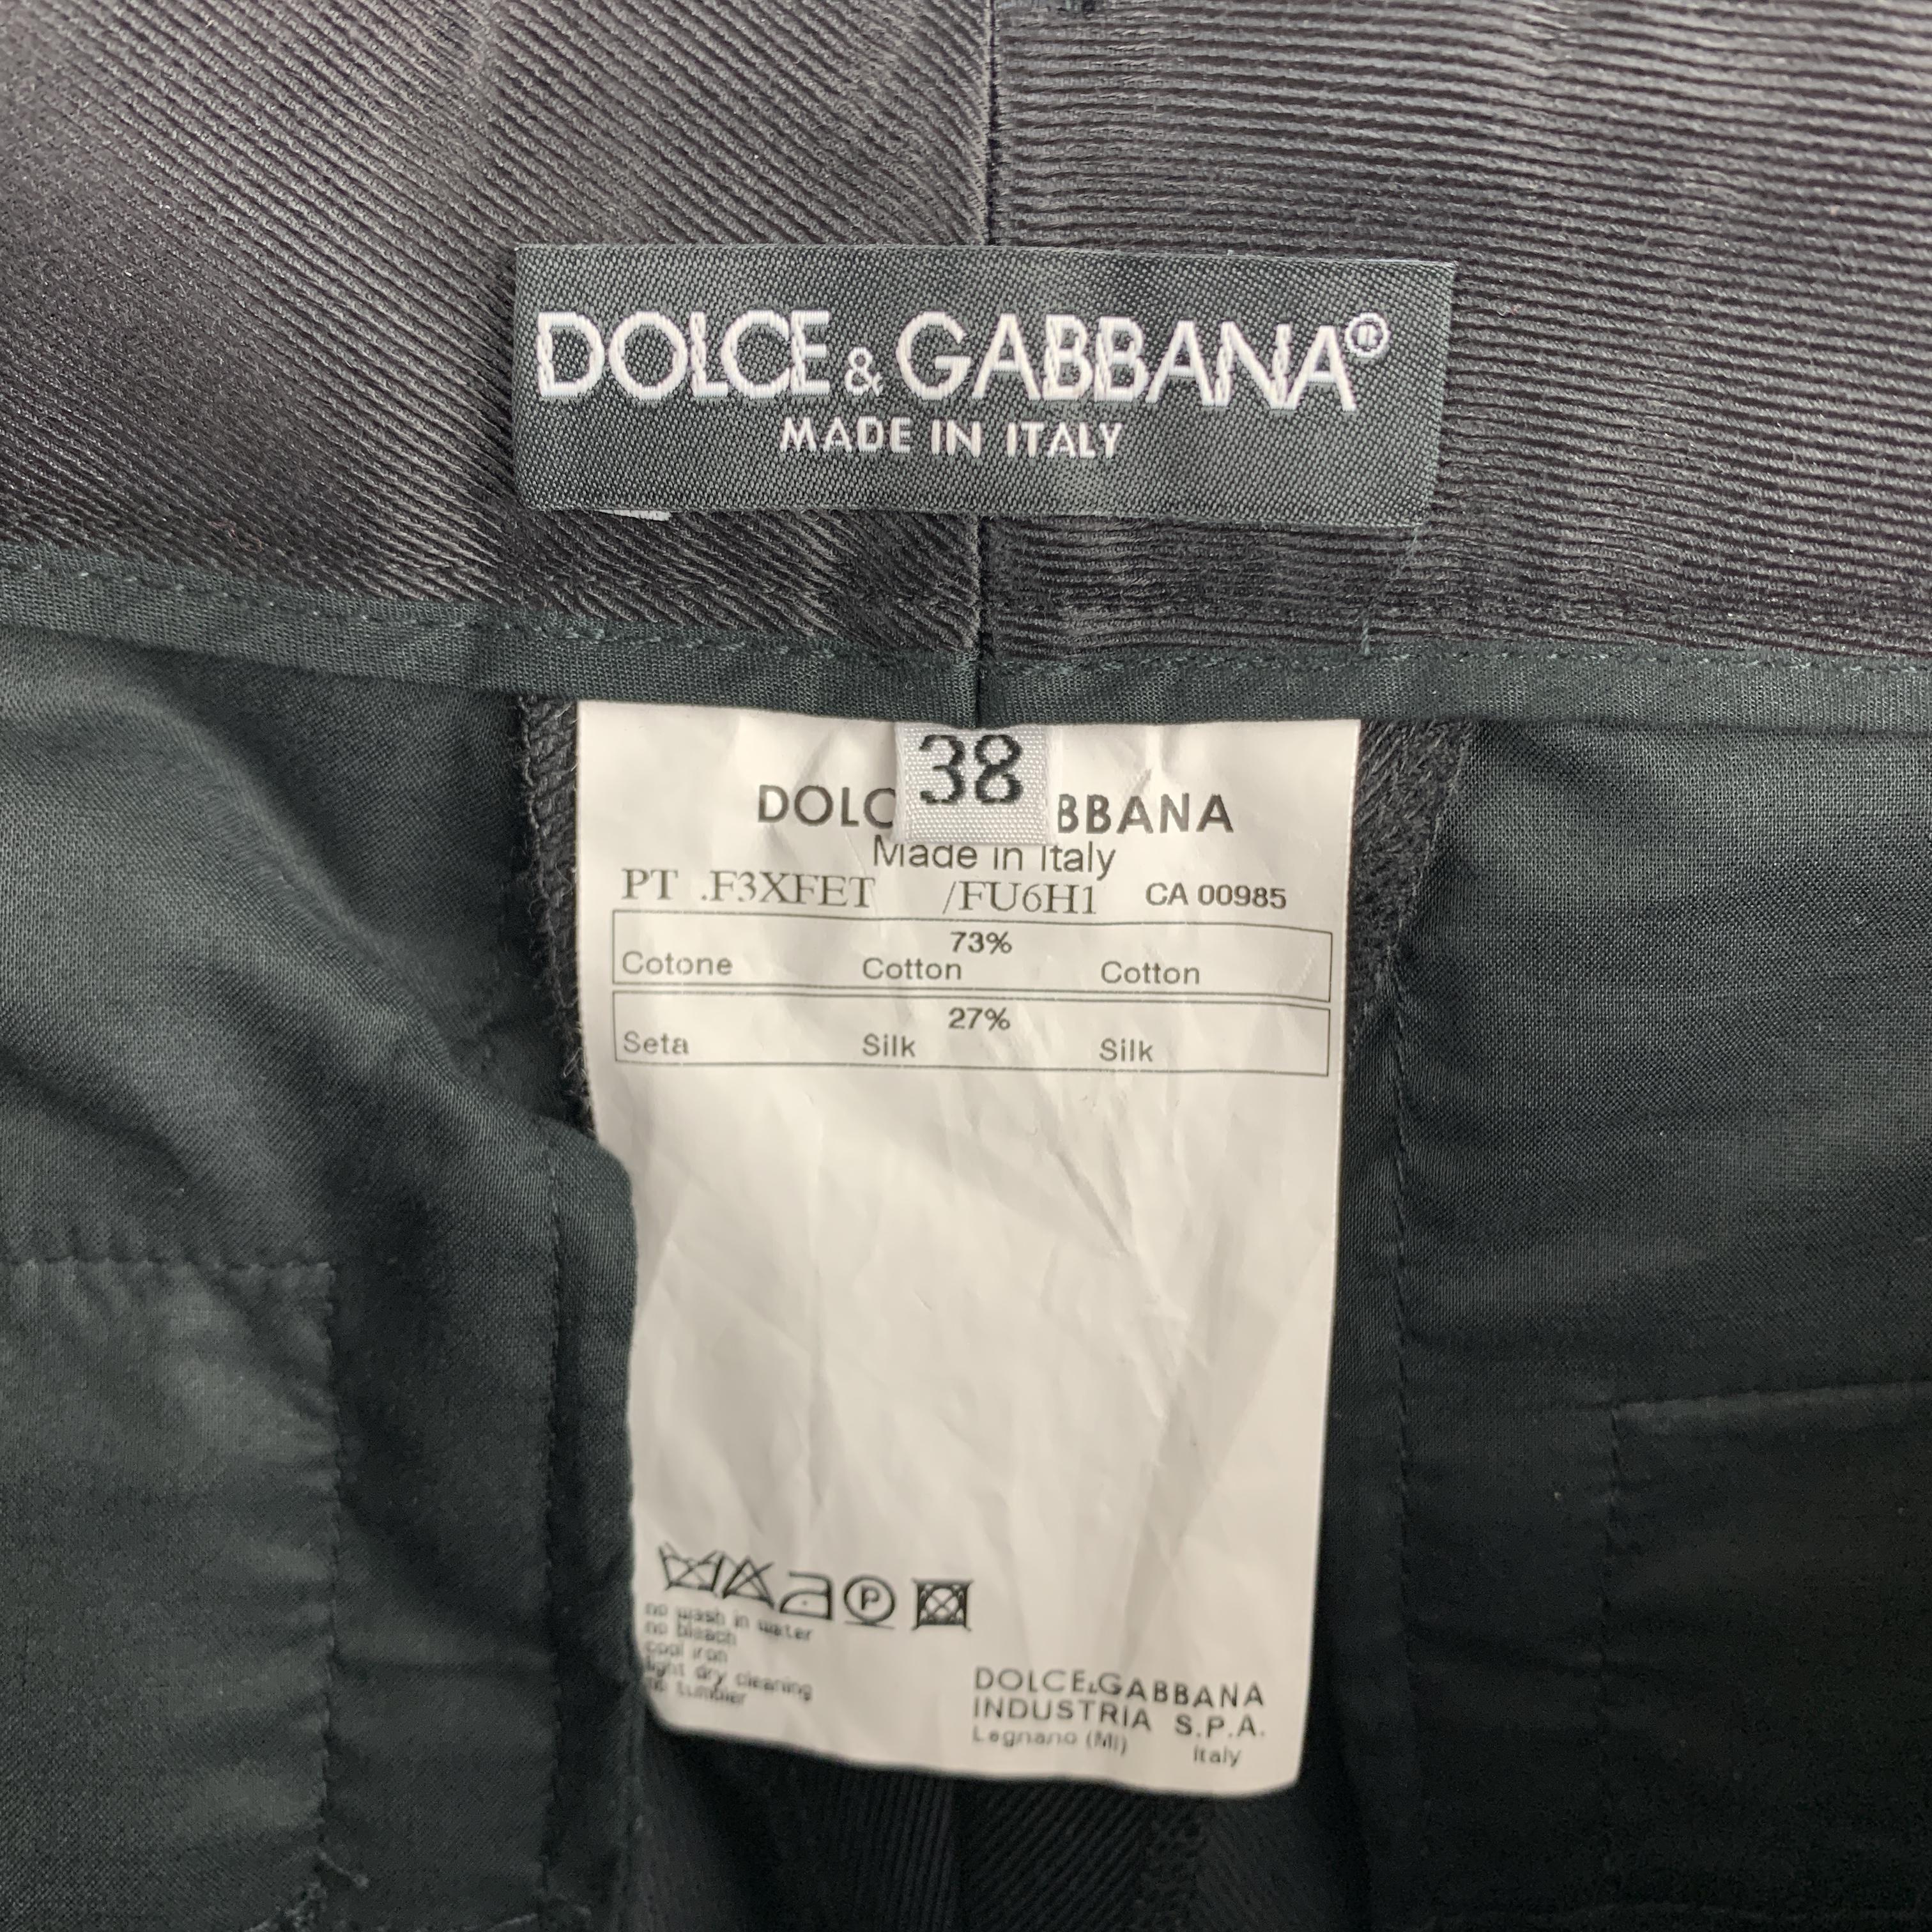 DOLCE & GABBANA®
MADE IN ITALY
38
DOLC BBANA
Made in Italy
PT .F3XFET /FU6H1 CA 00985
73%
Cotone Cotton Cotton
27%
Seta Silk Silk
P
no wash in water
no bleach
cool iron
light dry cleaning
no tumbler
DOLCE&GABBANA
INDUSTRIA S.P.A.
Legnano (MI) Italy